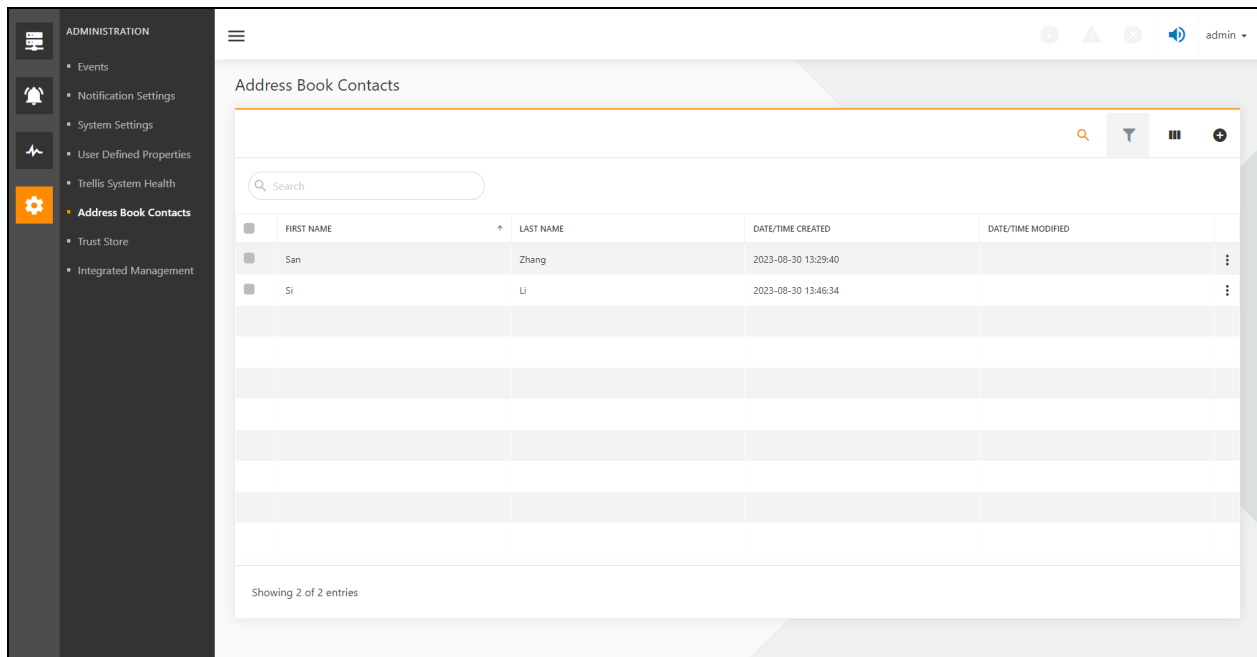 ADMINISTRATION
Events
Notification Settings
System Settings
User Defined Properties
Trellis System Health
Address Book Contacts
Trust Store
Integrated Management
admin
Address Book Contacts
Search
FIRST NAME LAST NAME DATE/TIME CREATED DATE/TIME MODIFIED
San Zhang 2023-08-30 13:29:40
Si Li 2023-08-30 13:46:34
Showing 2 of 2 entries